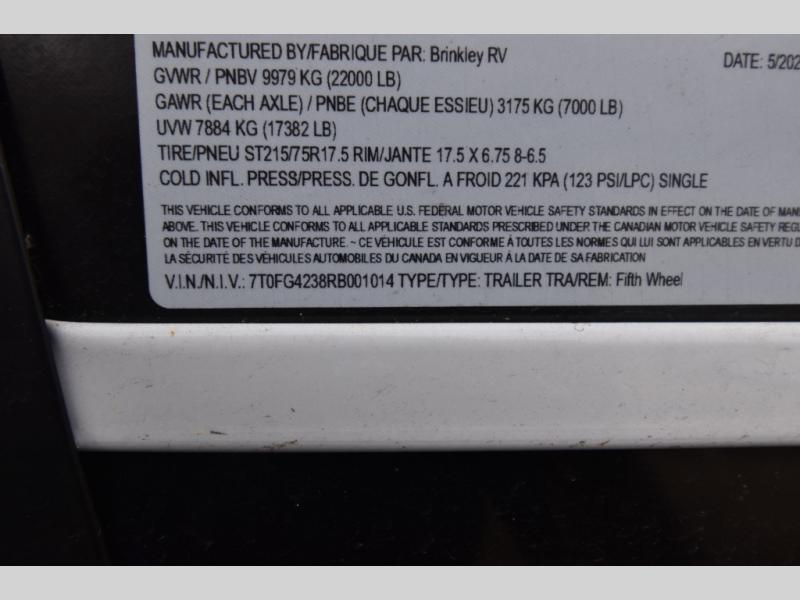 MANUFACTURED BY/FABRIQUE PAR: Brinkley RV DATE: 5/202
GVWR / PNBV 9979 KG (22000 LB)
GAWR (EACH AXLE) / PNBE (CHAQUE ESSIEU) 3175 KG (7000 LB)
UVW 7884 KG (17382 LB)
TIRE/PNEU ST215/75R17.5 RIM/JANTE 17.5 X 6.75 8-6.5
COLD INFL. PRESS/PRESS. DE GONFL. A FROID 221 KPA (123 PSI/LPC) SINGLE
THIS VEHICLE CONFORMS TO ALL APPLICABLE U.S. FEDERAL MOTOR VEHICLE SAFETY STANDARDS IN EFFECT ON THE DATE OF MAN
ABOVE. THIS VEHICLE CONFORMS TO ALL APPLICABLE STANDARDS PRESCRIBED UNDER THE CANADIAN MOTOR VEHICLE SAFETY REG
ON THE DATE OF THE MANUFACTURE. ~ CE VÉHICULE EST CONFORME À TOUTES LES NORMES QUI LUI SONT APPLICABLES EN VERTU D
LA SÉCURITÉ DES VÉHICULES AUTOMOBILES DU CANADA EN VIGUEUR À LA DATE DE SA FABRICATION
V.I.N./N.I.V.: 7T0FG4238RB001014 TYPE/TYPE: TRAILER TRA/REM: Fifth Wheel